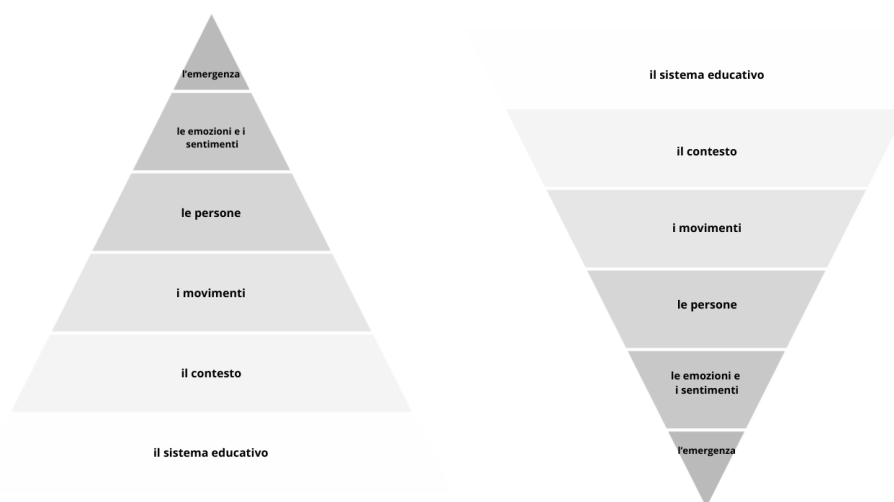 l'emergenza
le emozioni e i
sentimenti
le persone
i movimenti
il contesto
il sistema educativo
il sistema educativo
il contesto
i movimenti
le persone
le emozioni e
i sentimenti
l'emergenza